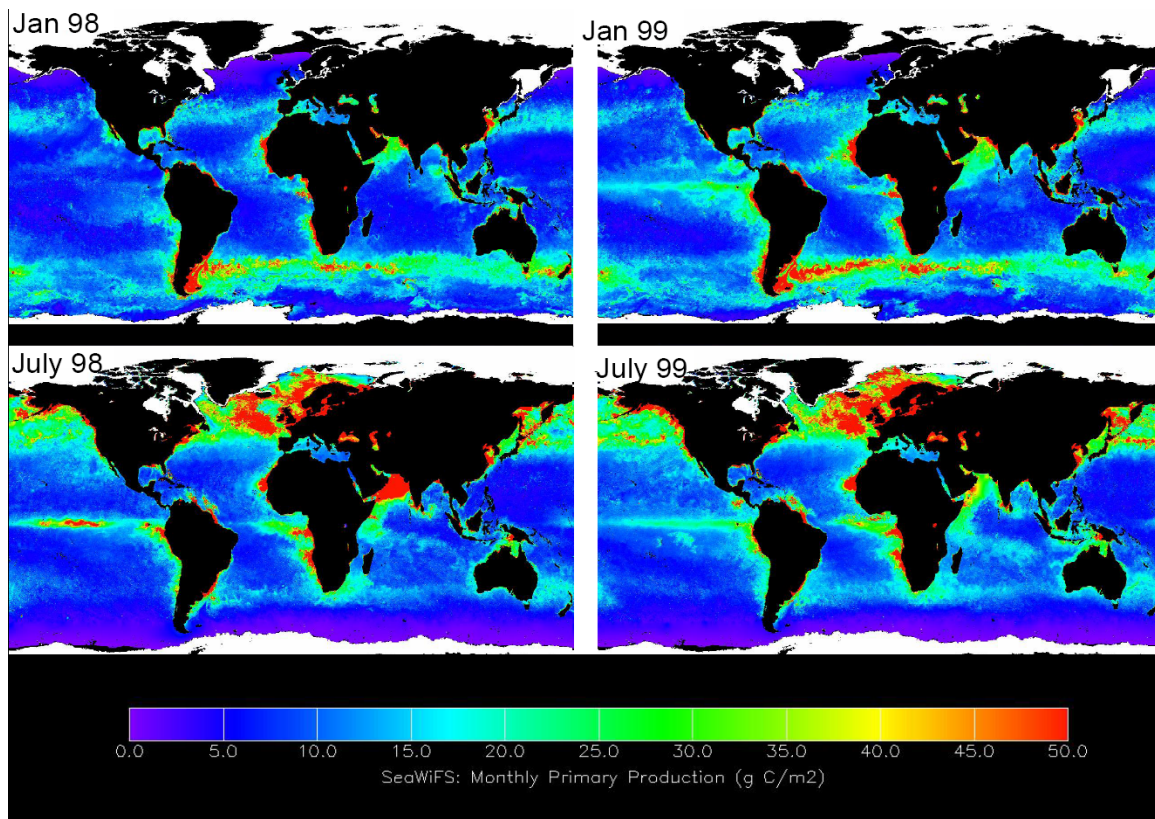 Jan 98
Jan 99
July 98
July 99
0.0 5.0 10.0 15.0 20.0 25.0 30.0 35.0 40.0 45.0 50.0
SeaWiFS: Monthly Primary Production (g C/m2)